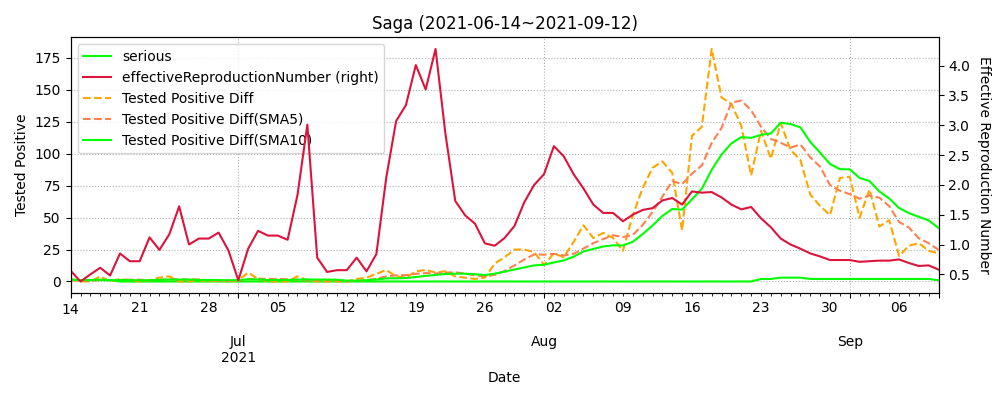 Saga (2021-06-14~2021-09-12)
serious
effectiveReproductionNumber (right)
Tested Positive Diff
Tested Positive Diff(SMA5)
Tested Positive Diff(SMA10)
Tested Positive
175
150
125
100
75
50
25
0
4.0
3.5
3.0
2.5
2.0
1.5
1.0
0.5
Effective Reproduction Number
14 21 28 05 12 19 26 02 09 16 23 30 06
Jul Aug Sep
2021
Date